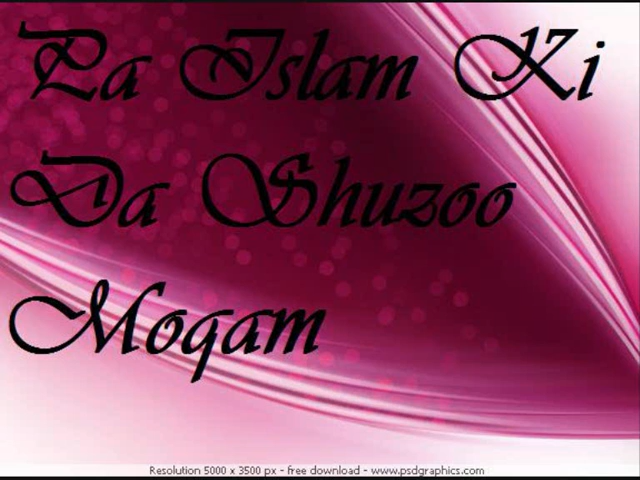 Pa Islam Ki
Da Shuzoo
Moqam
Resolution 5000 x 3500 px - free download - www.psdgraphics.com